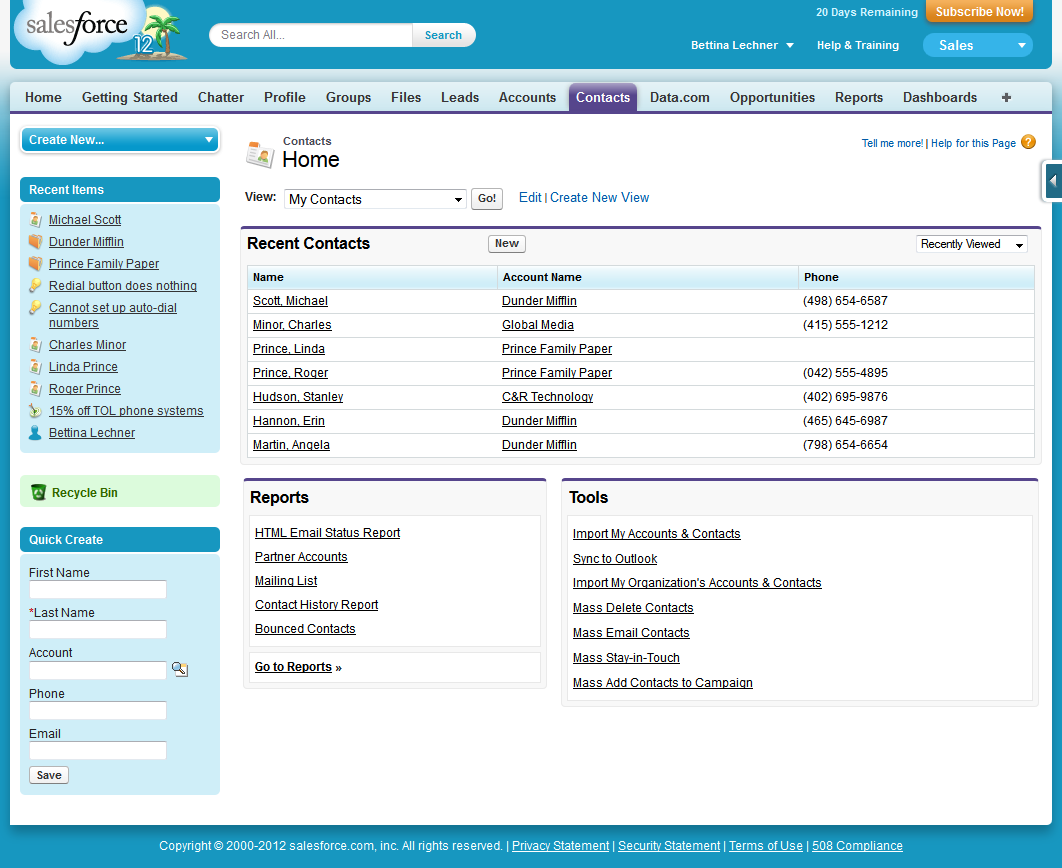 salesforce 12
Search All... Search
20 Days Remaining Subscribe Now!
Bettina Lechner Help & Training Sales
Home Getting Started Chatter Profile Groups Files Leads Accounts Contacts Data.com Opportunities Reports Dashboards +
Create New...
Recent Items
Michael Scott
Dunder Mifflin
Prince Family Paper
Redial button does nothing
Cannot set up auto-dial
numbers
Charles Minor
Linda Prince
Roger Prince
15% off TOL phone systems
Bettina Lechner
Recycle Bin
Quick Create
First Name
*Last Name
Account
Phone
Email
Save
Contacts
Home
Tell me more! | Help for this Page ?
View: My Contacts Go! Edit | Create New View
Recent Contacts New Recently Viewed
Name Account Name Phone
Scott, Michael Dunder Mifflin (498) 654-6587
Minor, Charles Global Media (415) 555-1212
Prince, Linda Prince Family Paper
Prince, Roger Prince Family Paper (042) 555-4895
Hudson, Stanley C&R Technology (402) 695-9876
Hannon, Erin Dunder Mifflin (465) 645-6987
Martin, Angela Dunder Mifflin (798) 654-6654
Reports
HTML Email Status Report
Partner Accounts
Mailing List
Contact History Report
Bounced Contacts
Go to Reports »
Tools
Import My Accounts & Contacts
Sync to Outlook
Import My Organization's Accounts & Contacts
Mass Delete Contacts
Mass Email Contacts
Mass Stay-in-Touch
Mass Add Contacts to Campaign
Copyright © 2000-2012 salesforce.com, inc. All rights reserved. | Privacy Statement | Security Statement | Terms of Use | 508 Compliance